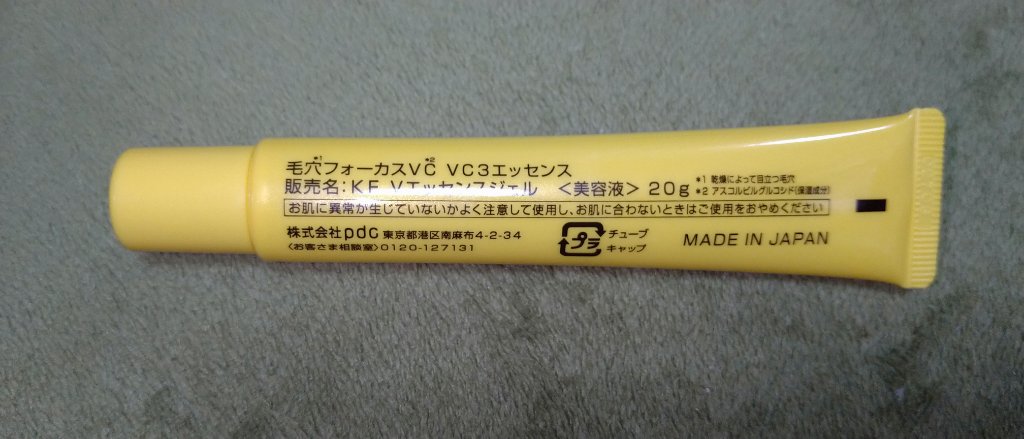 毛穴*1フォーカスVC*2 VC3エッセンス
販売名:KF Vエッセンスジェル 〈美容液〉 20g
*1 乾燥によって目立つ毛穴
*2 アスコルビルグルコシド(保湿成分)
お肌に異常が生じていないかよく注意して使用し、お肌に合わないときはご使用をおやめください
株式会社pdc 東京都港区南麻布4-2-34
〈お客さま相談室〉0120-127131
プラ
チューブ
キャップ
MADE IN JAPAN